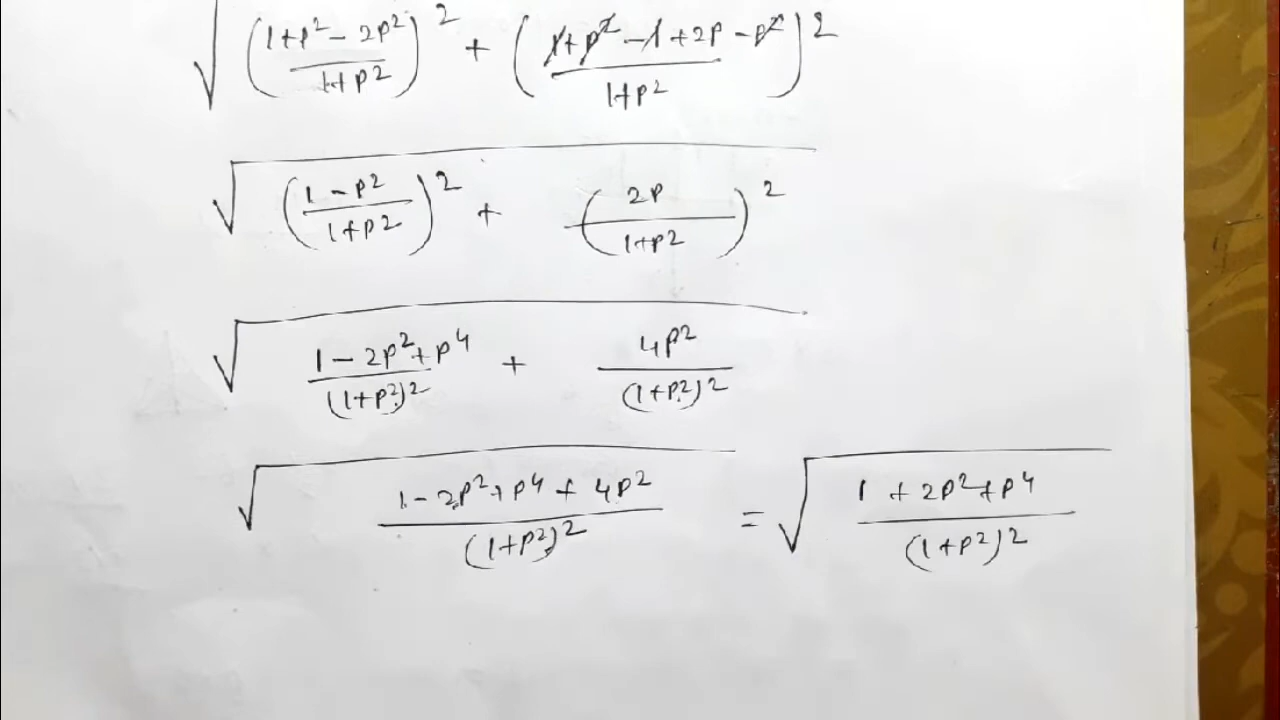 √((1+p²-2p²)/(1+p²))² + ((1+p²-1+2p-p²)/(1+p²))²
√((1-p²)/(1+p²))² + (2p/(1+p²))²
√(1-2p²+p⁴)/(1+p²)² + 4p²/(1+p²)²
√(1-2p²+p⁴+4p²)/(1+p²)² = √(1+2p²+p⁴)/(1+p²)²